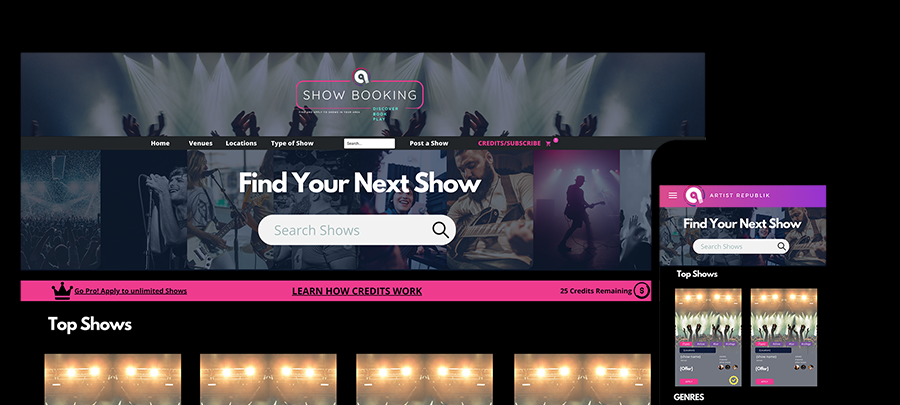 SHOW BOOKING
DISCOVER
BOOK
PLAY
Home Venues Locations Type of Show Search... Post a Show CREDITS/SUBSCRIBE
Find Your Next Show
Search Shows
Go Pro! Apply to unlimited Shows LEARN HOW CREDITS WORK 25 Credits Remaining $
Top Shows
ARTIST REPUBLIK
Find Your Next Show
Search Shows
Top Shows
(Offer) (Offer)
GENRES